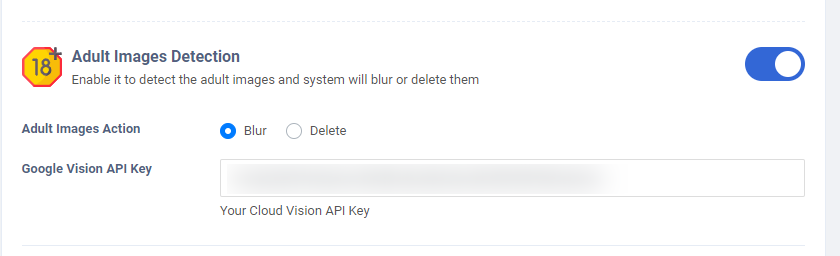 18+ Adult Images Detection
Enable it to detect the adult images and system will blur or delete them
Adult Images Action Blur Delete
Google Vision API Key
Your Cloud Vision API Key